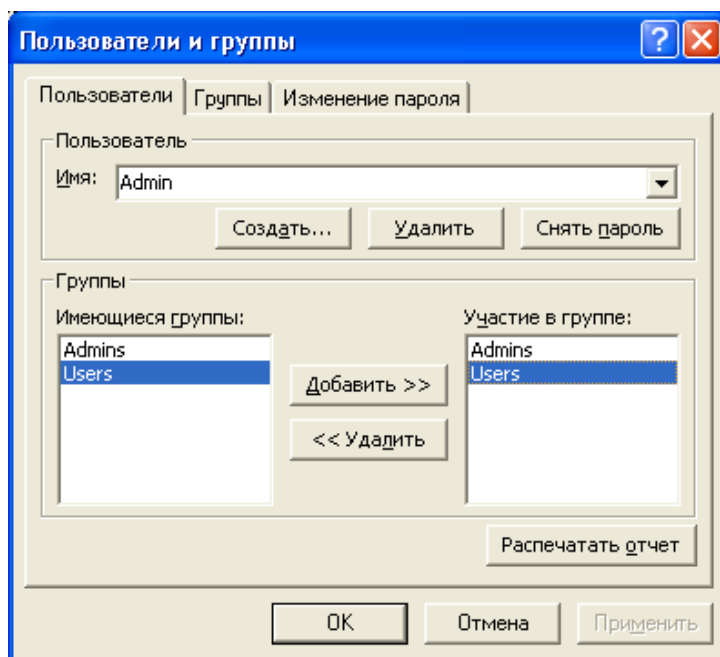 Пользователи и группы
Пользователи Группы Изменение пароля
Пользователь
Имя: Admin
Создать... Удалить Снять пароль
Группы
Имеющиеся группы: Участие в группе:
Admins Admins
Users Users
Добавить >>
<< Удалить
Распечатать отчет
OK Отмена Применить